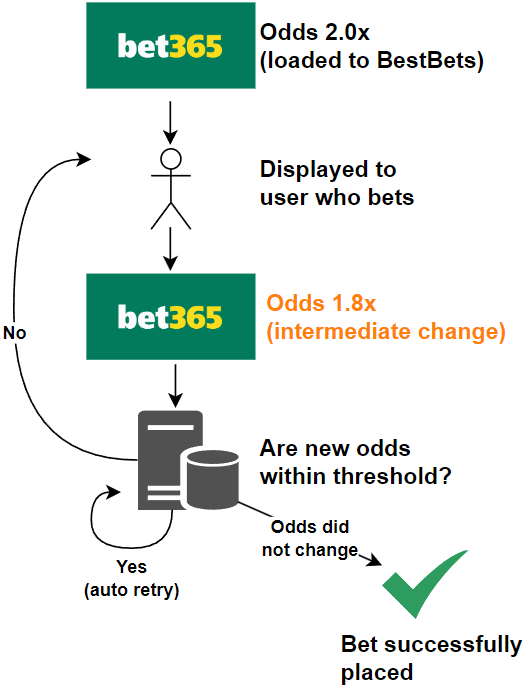 bet365
Odds 2.0x
(loaded to BestBets)
Displayed to
user who bets
bet365
Odds 1.8x
(intermediate change)
No
Are new odds
within threshold?
Odds did
not change
Yes
(auto retry)
Bet successfully
placed